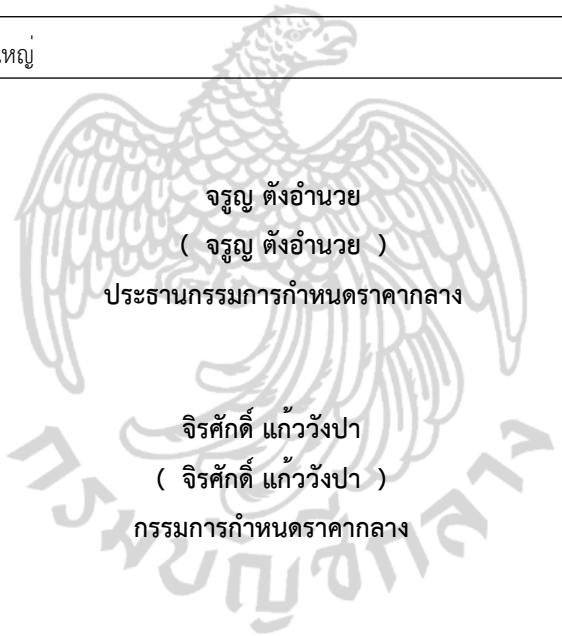 หญ่
จรูญ ตังอำนวย
( จรูญ ตังอำนวย )
ประธานกรรมการกำหนดราคากลาง
จิรศักดิ์ แก้ววังปา
( จิรศักดิ์ แก้ววังปา )
กรรมการกำหนดราคากลาง
กรมบัญชีกลาง